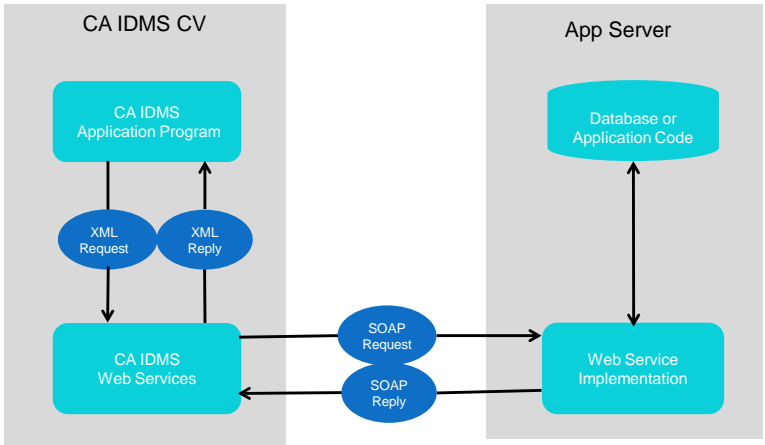 CA IDMS CV
App Server
CA IDMS
Application Program
Database or
Application Code
XML
Request
XML
Reply
SOAP
Request
CA IDMS
Web Services
Web Service
Implementation
SOAP
Reply